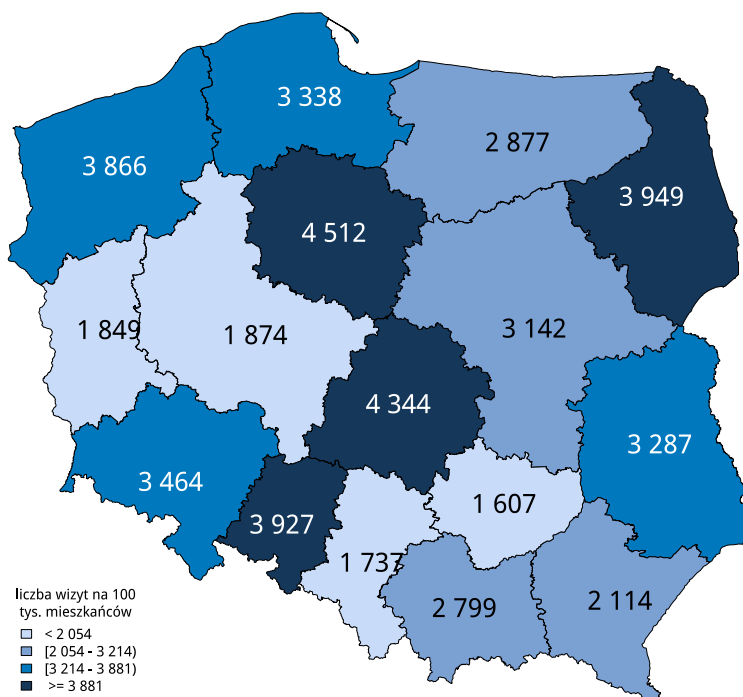 3 338
2 877
3 866
3 949
4 512
1 849
1 874
3 142
4 344
3 287
3 464
1 607
3 927
1 737
2 799
2 114
liczba wizyt na 100
tys. mieszkańców
< 2 054
[2 054 - 3 214)
[3 214 - 3 881)
>= 3 881